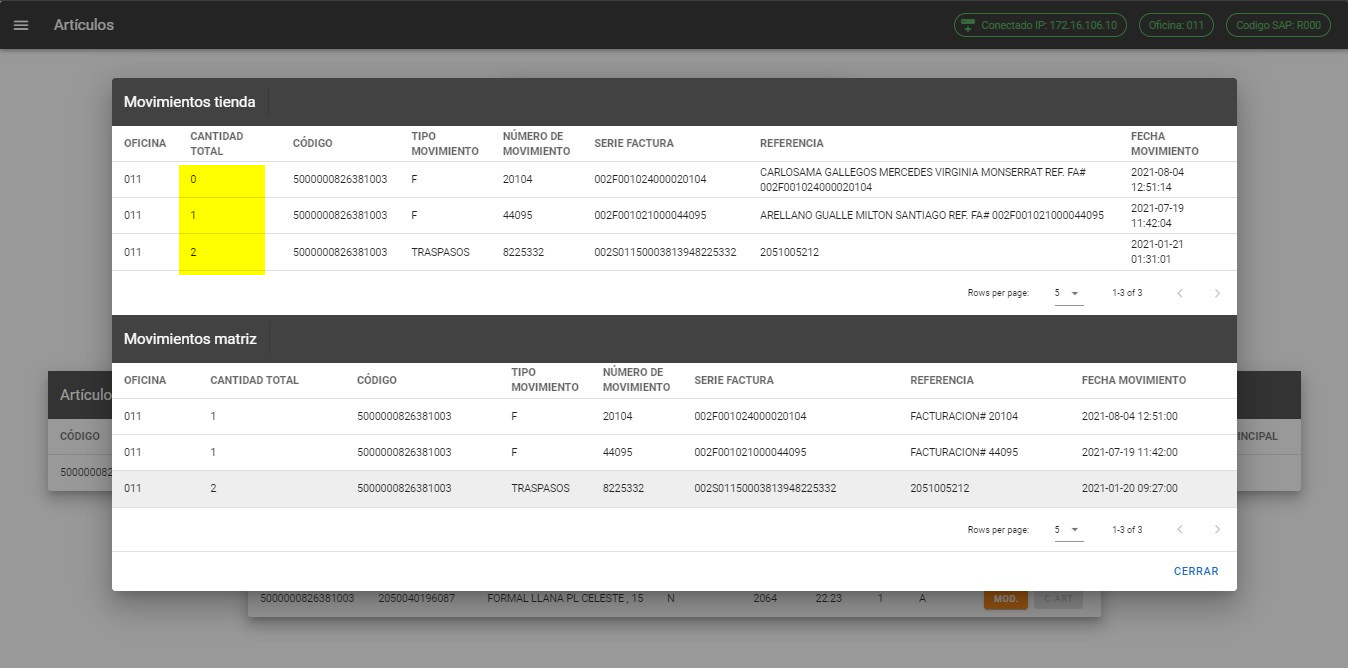 Artículos
Conectado IP: 172.16.106.10
Oficina: 011
Codigo SAP: R000
Movimientos tienda
OFICINA CANTIDAD TOTAL CÓDIGO TIPO MOVIMIENTO NÚMERO DE MOVIMIENTO SERIE FACTURA REFERENCIA FECHA MOVIMIENTO
011 0 5000000826381003 F 20104 002F001024000020104 CARLOSAMA GALLEGOS MERCEDES VIRGINIA MONSERRAT REF. FA# 002F001024000020104 2021-08-04 12:51:14
011 1 5000000826381003 F 44095 002F001021000044095 ARELLANO GUALLE MILTON SANTIAGO REF. FA# 002F001021000044095 2021-07-19 11:42:04
011 2 5000000826381003 TRASPASOS 8225332 002S01150003813948225332 2051005212 2021-01-21 01:31:01
Rows per page: 5 1-3 of 3
Movimientos matriz
OFICINA CANTIDAD TOTAL CÓDIGO TIPO MOVIMIENTO NÚMERO DE MOVIMIENTO SERIE FACTURA REFERENCIA FECHA MOVIMIENTO
011 1 5000000826381003 F 20104 002F001024000020104 FACTURACION# 20104 2021-08-04 12:51:00
011 1 5000000826381003 F 44095 002F001021000044095 FACTURACION# 44095 2021-07-19 11:42:00
011 2 5000000826381003 TRASPASOS 8225332 002S01150003813948225332 2051005212 2021-01-20 09:27:00
Rows per page: 5 1-3 of 3
CERRAR
Artículo
CÓDIGO INCIPAL
50000082
5000000826381003 2050040196087 FORMAL LLANA PL CELESTE , 15 N 2064 22.23 1 A MOD. C.ART